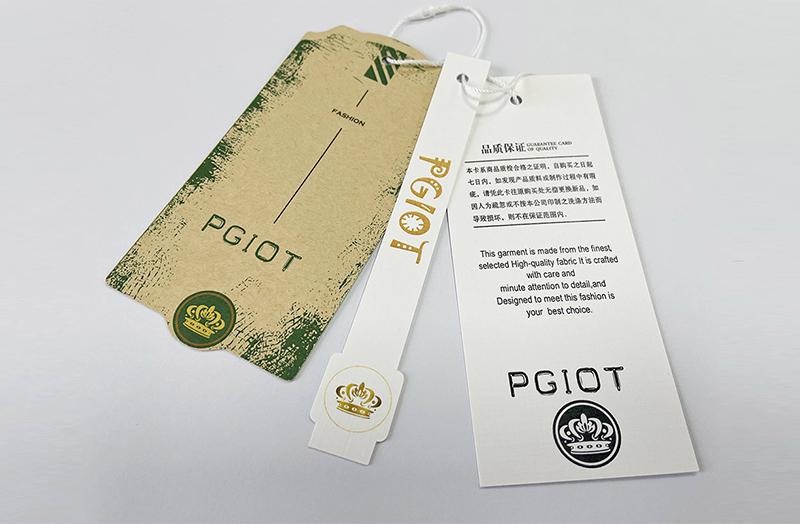 FASHION
PGIOT
PGIOT
品质保证 GUARANTEE CARD
OF QUALITY
本卡系商品质检合格之证明，自购买之日起
七日内，如发现产品质料或制作过程中有瑕
疵，请凭此卡往原购买处无偿更换新品，如
因人为疏忽或不按本公司印制之洗涤方法而
导致损坏，则不在保证范围内．
This garment is made from the finest,
selected High-quality fabric It is crafted
with care and
minute attention to detail,and
Designed to meet this fashion is
your best choice.
PGIOT